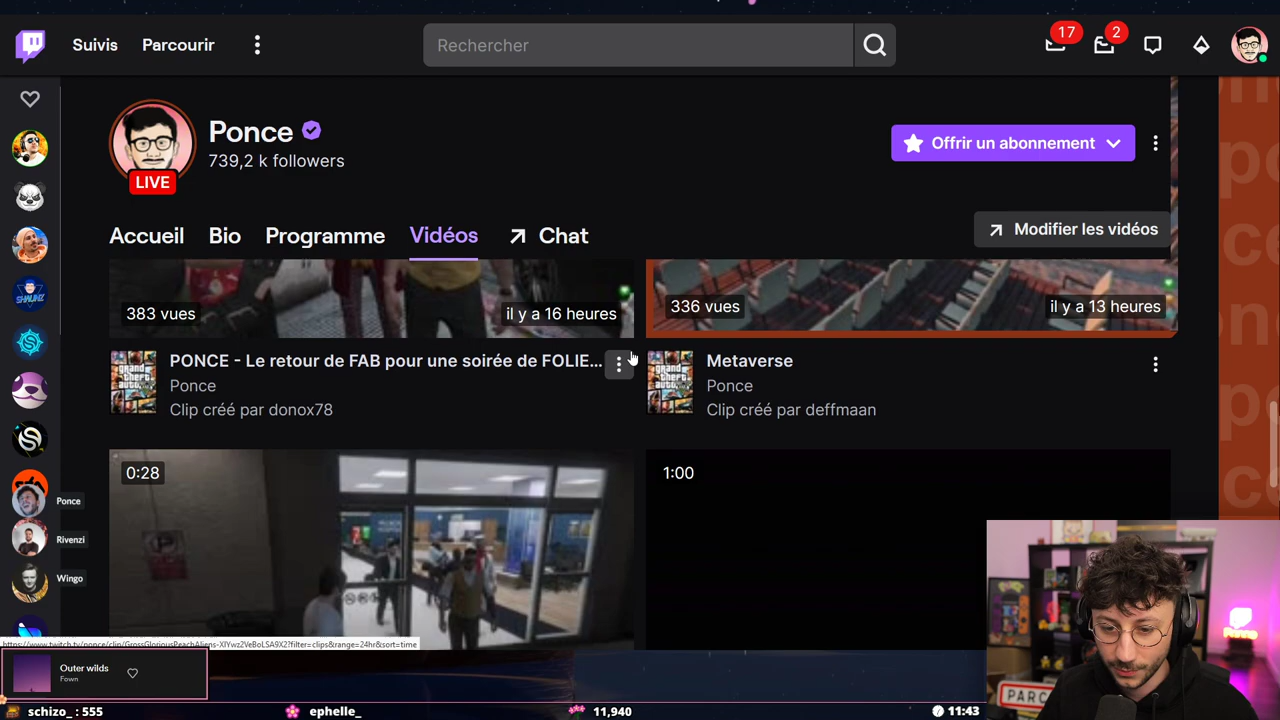 Suivis
Parcourir
Rechercher
17
2
Ponce
739,2 k followers
LIVE
Offrir un abonnement
Accueil
Bio
Programme
Vidéos
Chat
Modifier les vidéos
383 vues
il y a 16 heures
336 vues
il y a 13 heures
PONCE - Le retour de FAB pour une soirée de FOLIE...
Ponce
Clip créé par donox78
Metaverse
Ponce
Clip créé par deffmaan
0:28
1:00
Ponce
Rivenzi
Wingo
Outer wilds
Fown
schizo_ : 555
ephelle_
11,940
11:43